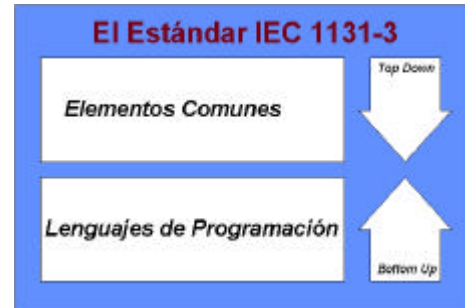 El Estándar IEC 1131-3
Top Down
Elementos Comunes
Lenguajes de Programación
Bottom Up